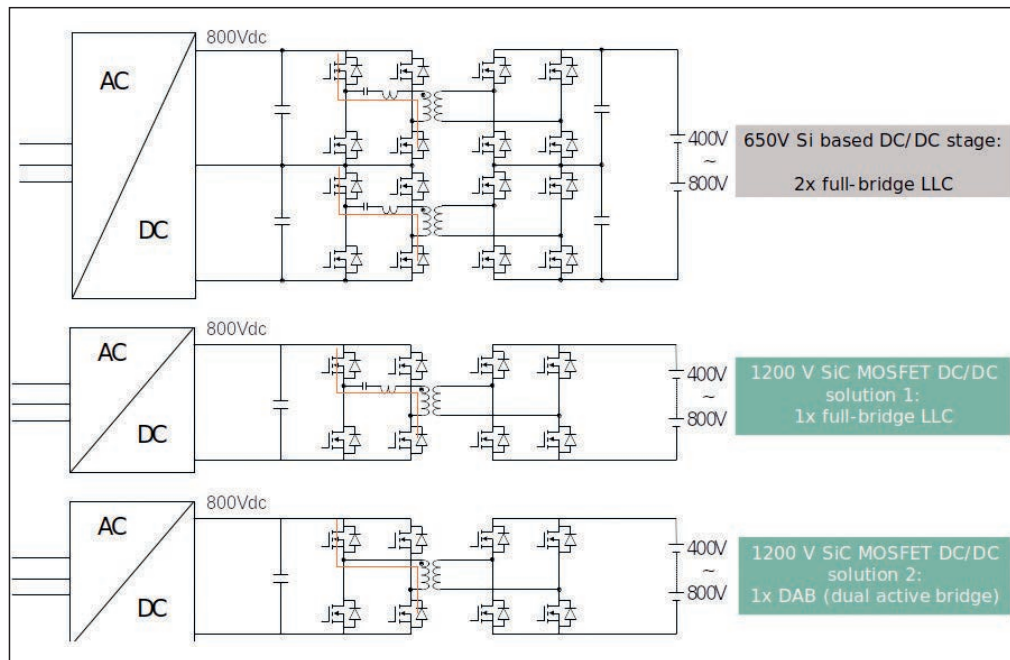 800Vdc
AC
DC
400V
~
800V
650V Si based DC/DC stage:
2x full-bridge LLC
800Vdc
AC
DC
400V
~
800V
1200 V SiC MOSFET DC/DC
solution 1:
1x full-bridge LLC
800Vdc
AC
DC
400V
~
800V
1200 V SiC MOSFET DC/DC
solution 2:
1x DAB (dual active bridge)